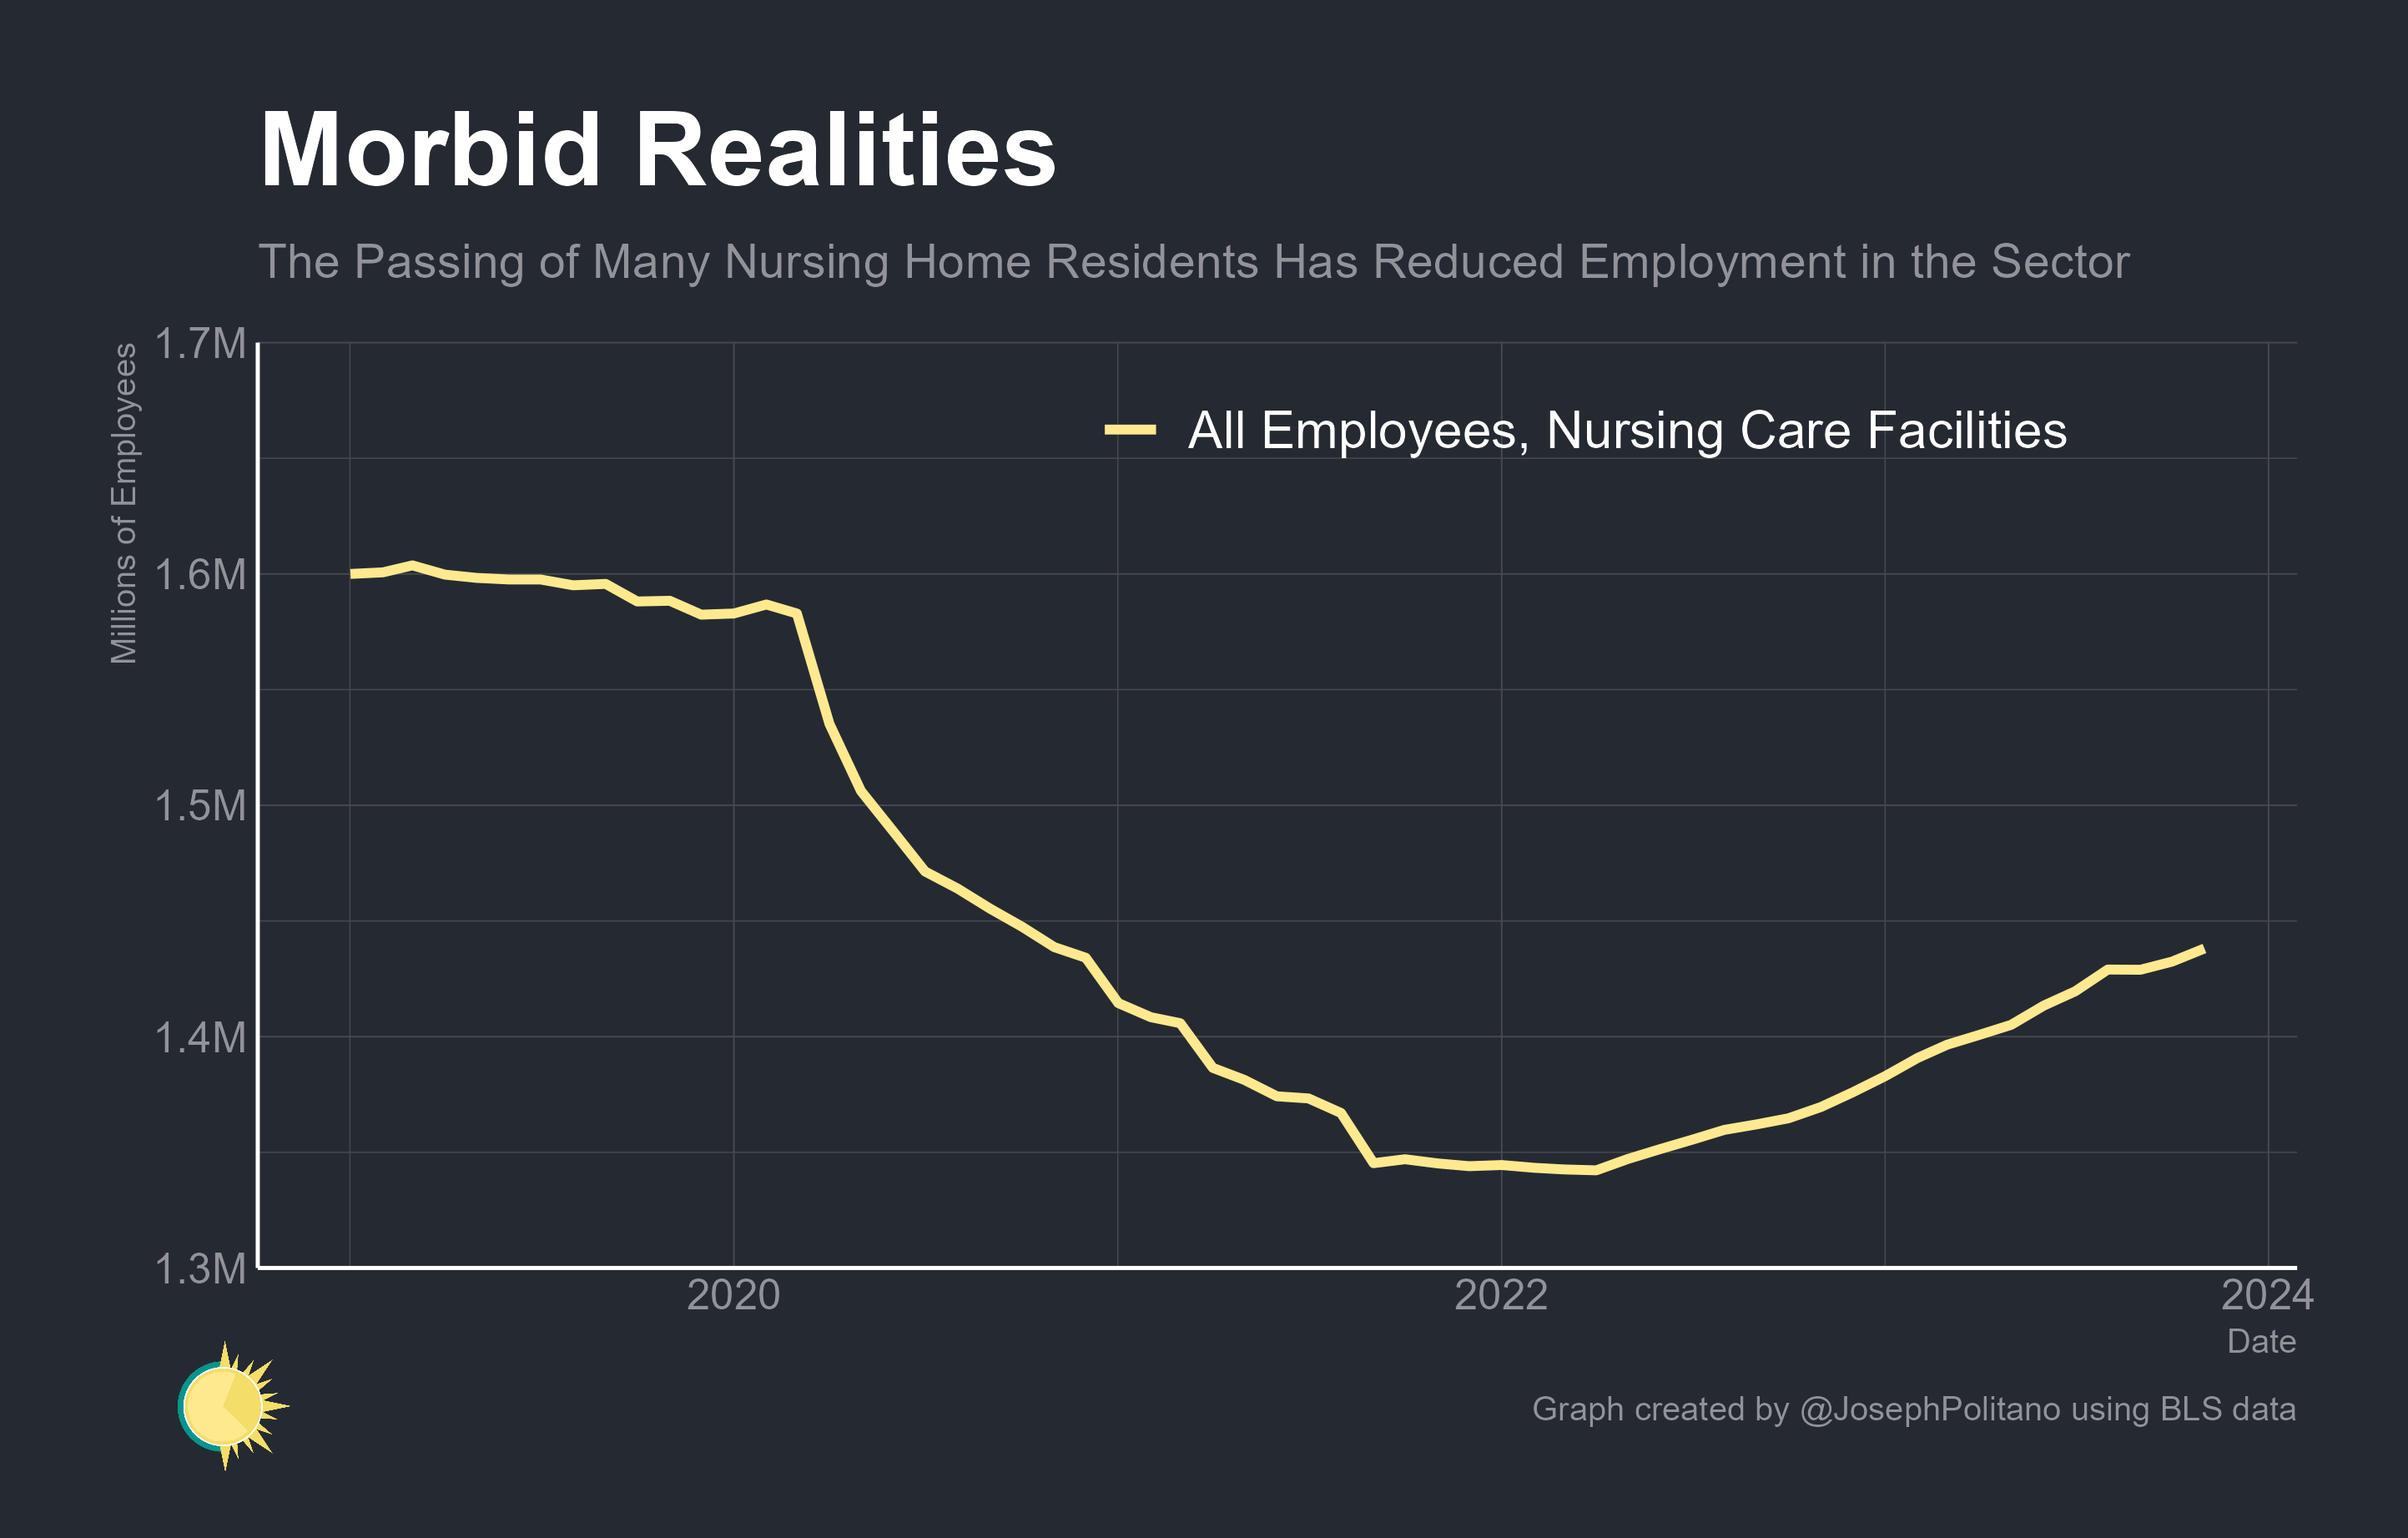 Morbid Realities
The Passing of Many Nursing Home Residents Has Reduced Employment in the Sector
Millions of Employees
1.7M
1.6M
1.5M
1.4M
1.3M
All Employees, Nursing Care Facilities
2020
2022
2024
Date
Graph created by @JosephPolitano using BLS data